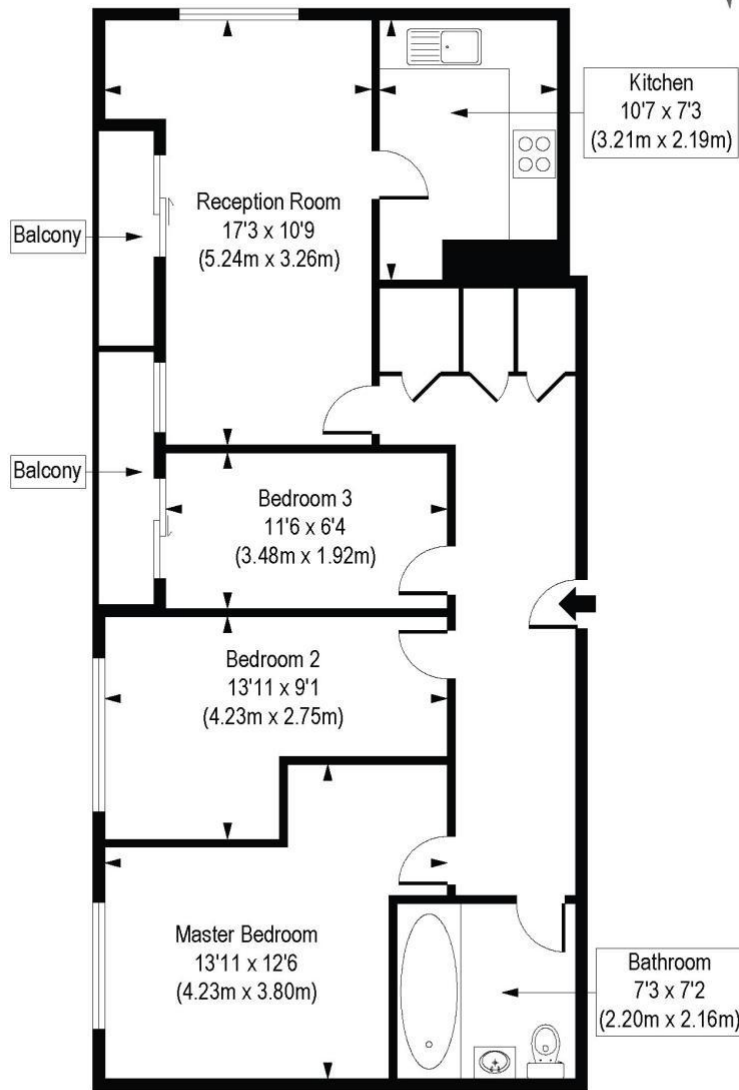 Kitchen
10'7 x 7'3
(3.21m x 2.19m)
Reception Room
17'3 x 10'9
(5.24m x 3.26m)
Balcony
Balcony
Bedroom 3
11'6 x 6'4
(3.48m x 1.92m)
Bedroom 2
13'11 x 9'1
(4.23m x 2.75m)
Master Bedroom
13'11 x 12'6
(4.23m x 3.80m)
Bathroom
7'3 x 7'2
(2.20m x 2.16m)